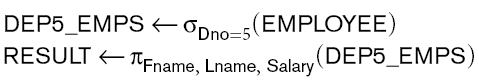 DEP5_EMPS ← σDno=5(EMPLOYEE)
RESULT ← πFname, Lname, Salary(DEP5_EMPS)